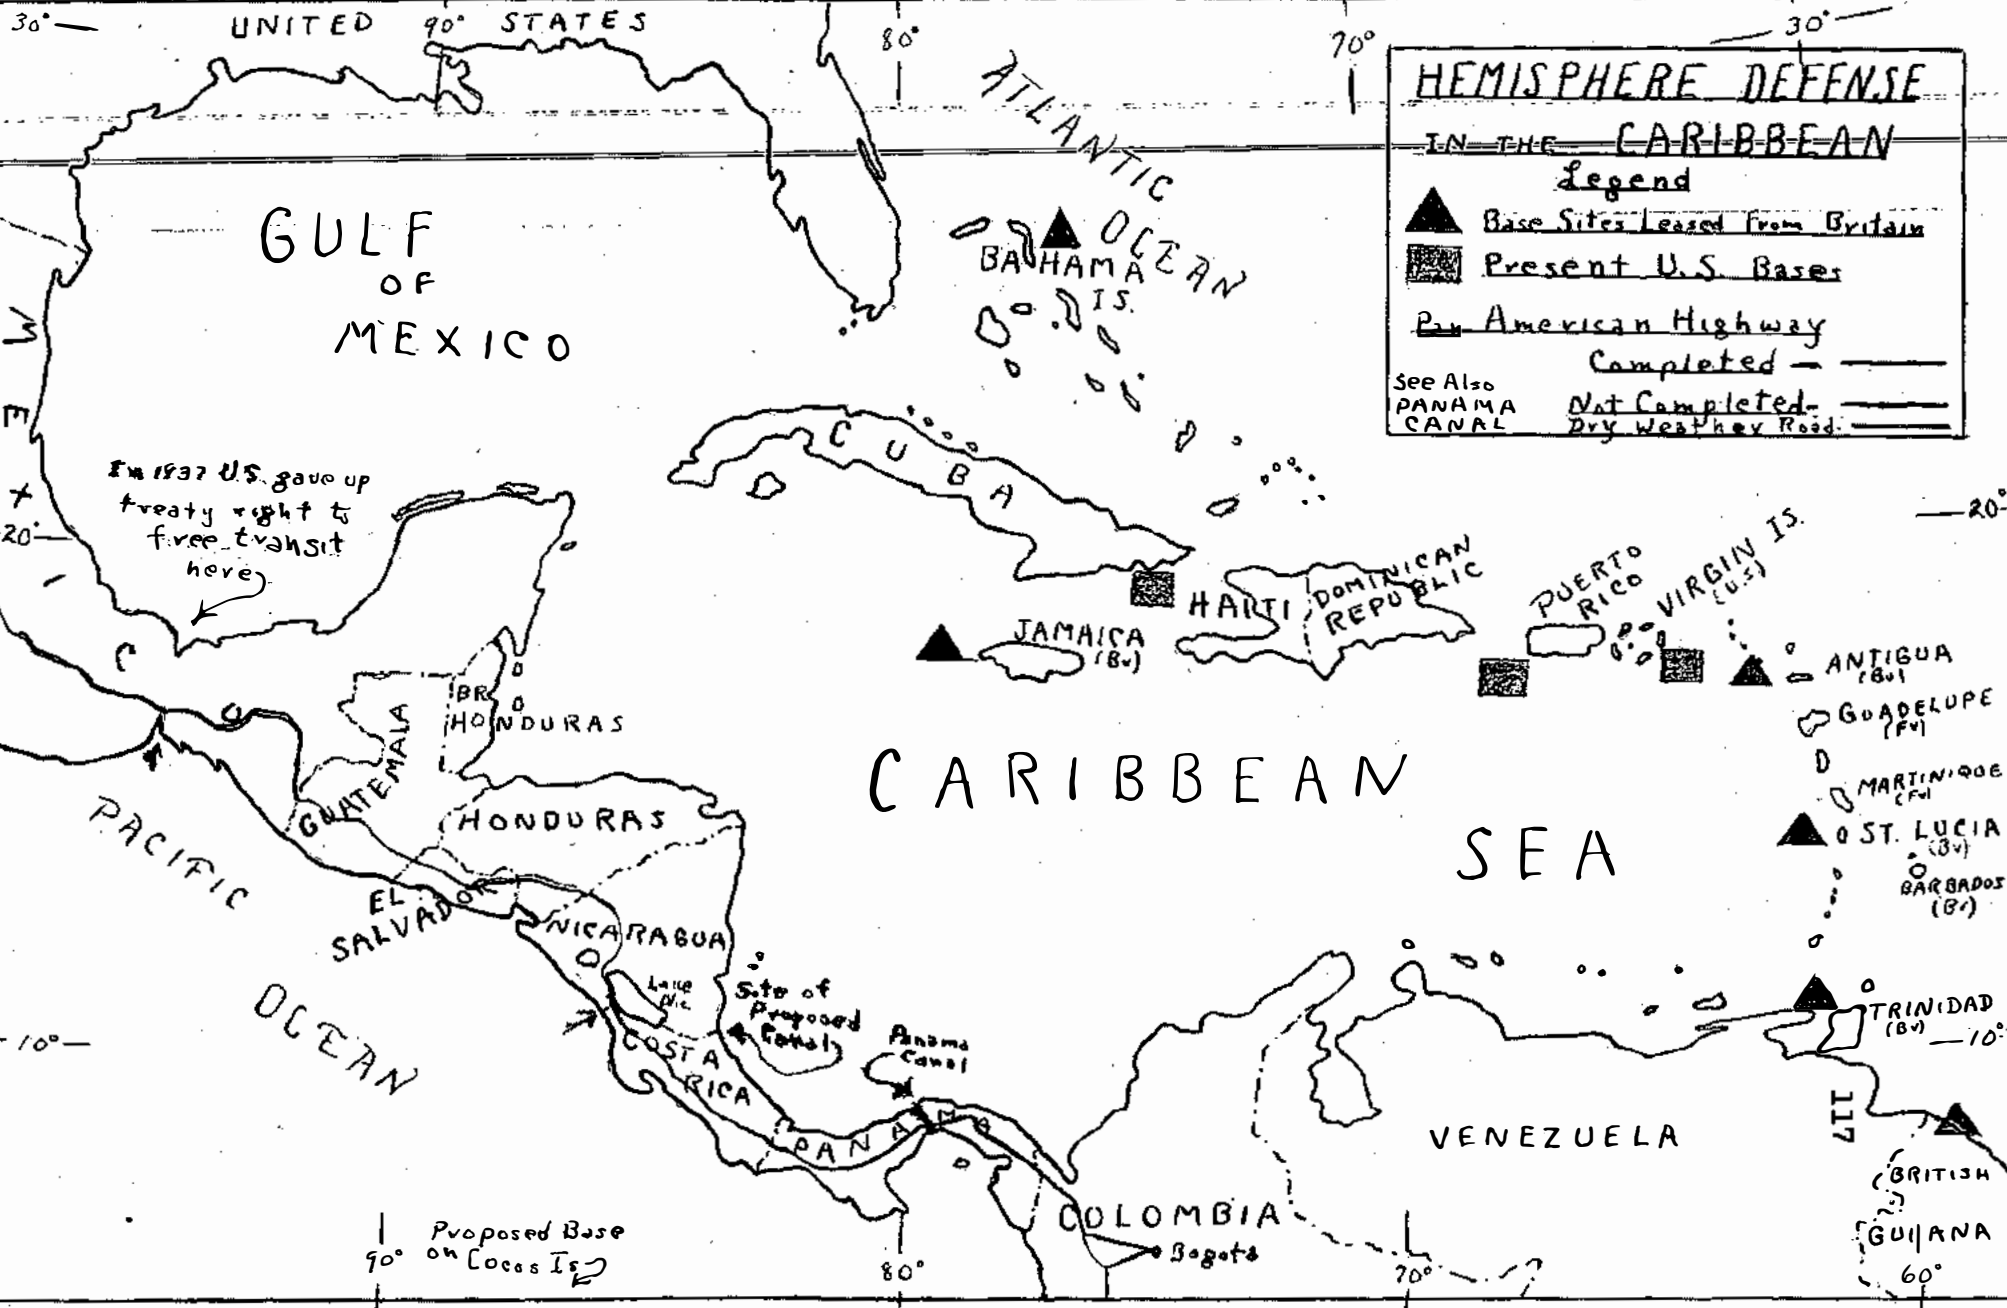 30°
UNITED STATES
90°
80°
70°
30°
HEMISPHERE DEFENSE
IN THE CARIBBEAN
Legend
Base Sites Leased From Britain
Present U.S. Bases
Pan American Highway
Completed -
Not Completed-
Dry Weather Road-
See Also
PANAMA
CANAL
ATLANTIC
OCEAN
GULF
OF
MEXICO
BAHAMA
IS.
MEXICO
CUBA
In 1937 U.S. gave up
treaty right to
free transit
here
20°
20°
HAITI
DOMINICAN
REPUBLIC
PUERTO
RICO
VIRGIN IS.
(U.S.)
JAMAICA
(Br)
ANTIGUA
(Br)
GUADELUPE
(Fr)
MARTINIQUE
(Fr)
ST. LUCIA
(Br)
BARBADOS
(Br)
BR
HONDURAS
GUATEMALA
HONDURAS
CARIBBEAN
SEA
PACIFIC
OCEAN
EL
SALVADOR
NICARAGUA
Lake
Nic
Site of
Proposed
Canal
Panama
Canal
COSTA
RICA
PANAMA
TRINIDAD
(Br)
10°
10°
117
VENEZUELA
BRITISH
GUIANA
COLOMBIA
Bogota
Proposed Base
on Cocos Is
90°
80°
70°
60°